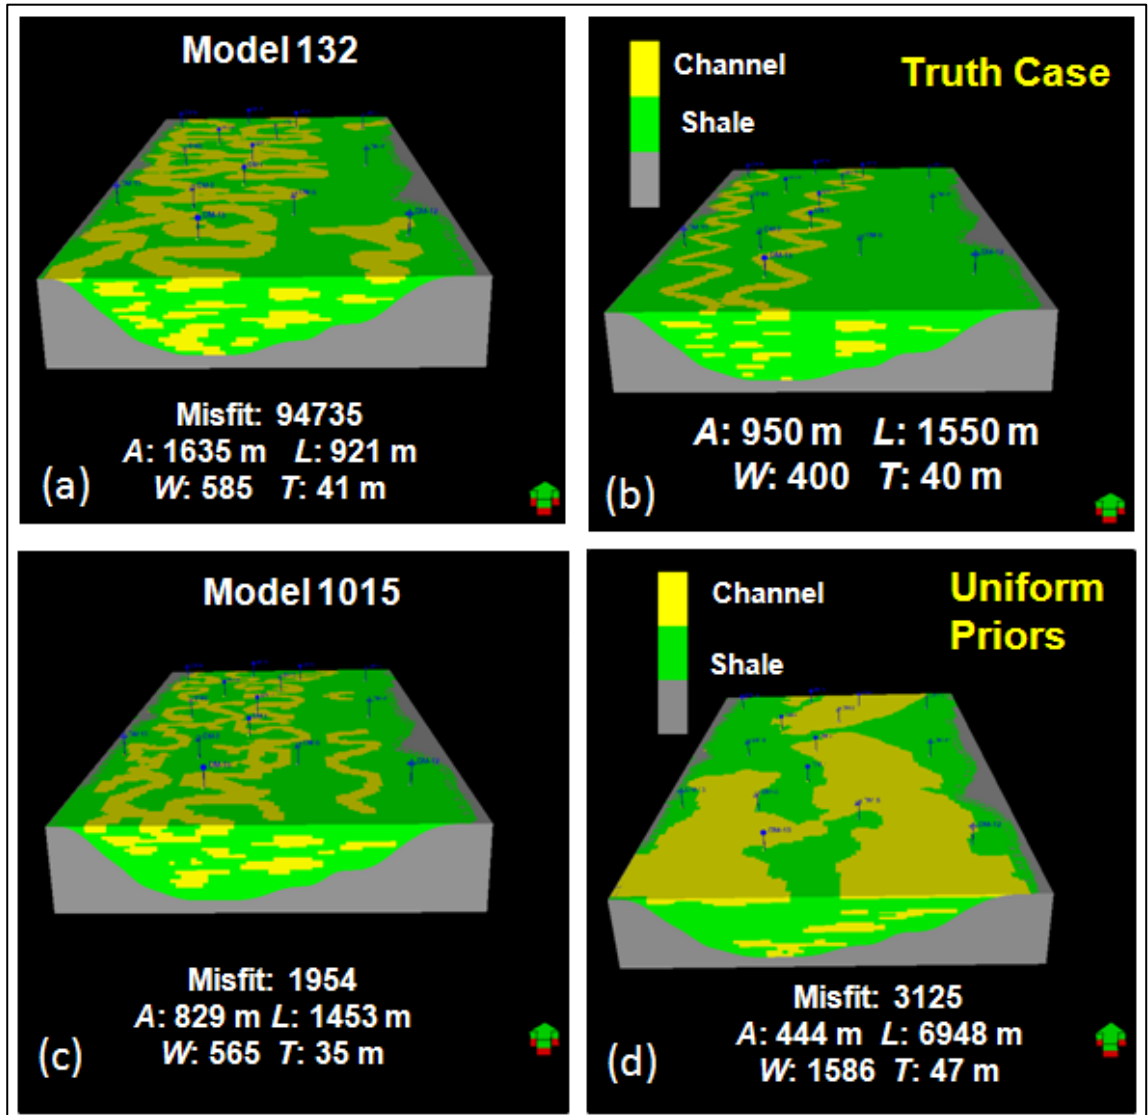 Model 132
Misfit: 94735
A: 1635 m L: 921 m
W: 585 T: 41 m
(a)
Channel
Shale
Truth Case
A: 950 m L: 1550 m
W: 400 T: 40 m
(b)
Model 1015
Misfit: 1954
A: 829 m L: 1453 m
W: 565 T: 35 m
(c)
Channel
Shale
Uniform
Priors
Misfit: 3125
A: 444 m L: 6948 m
W: 1586 T: 47 m
(d)